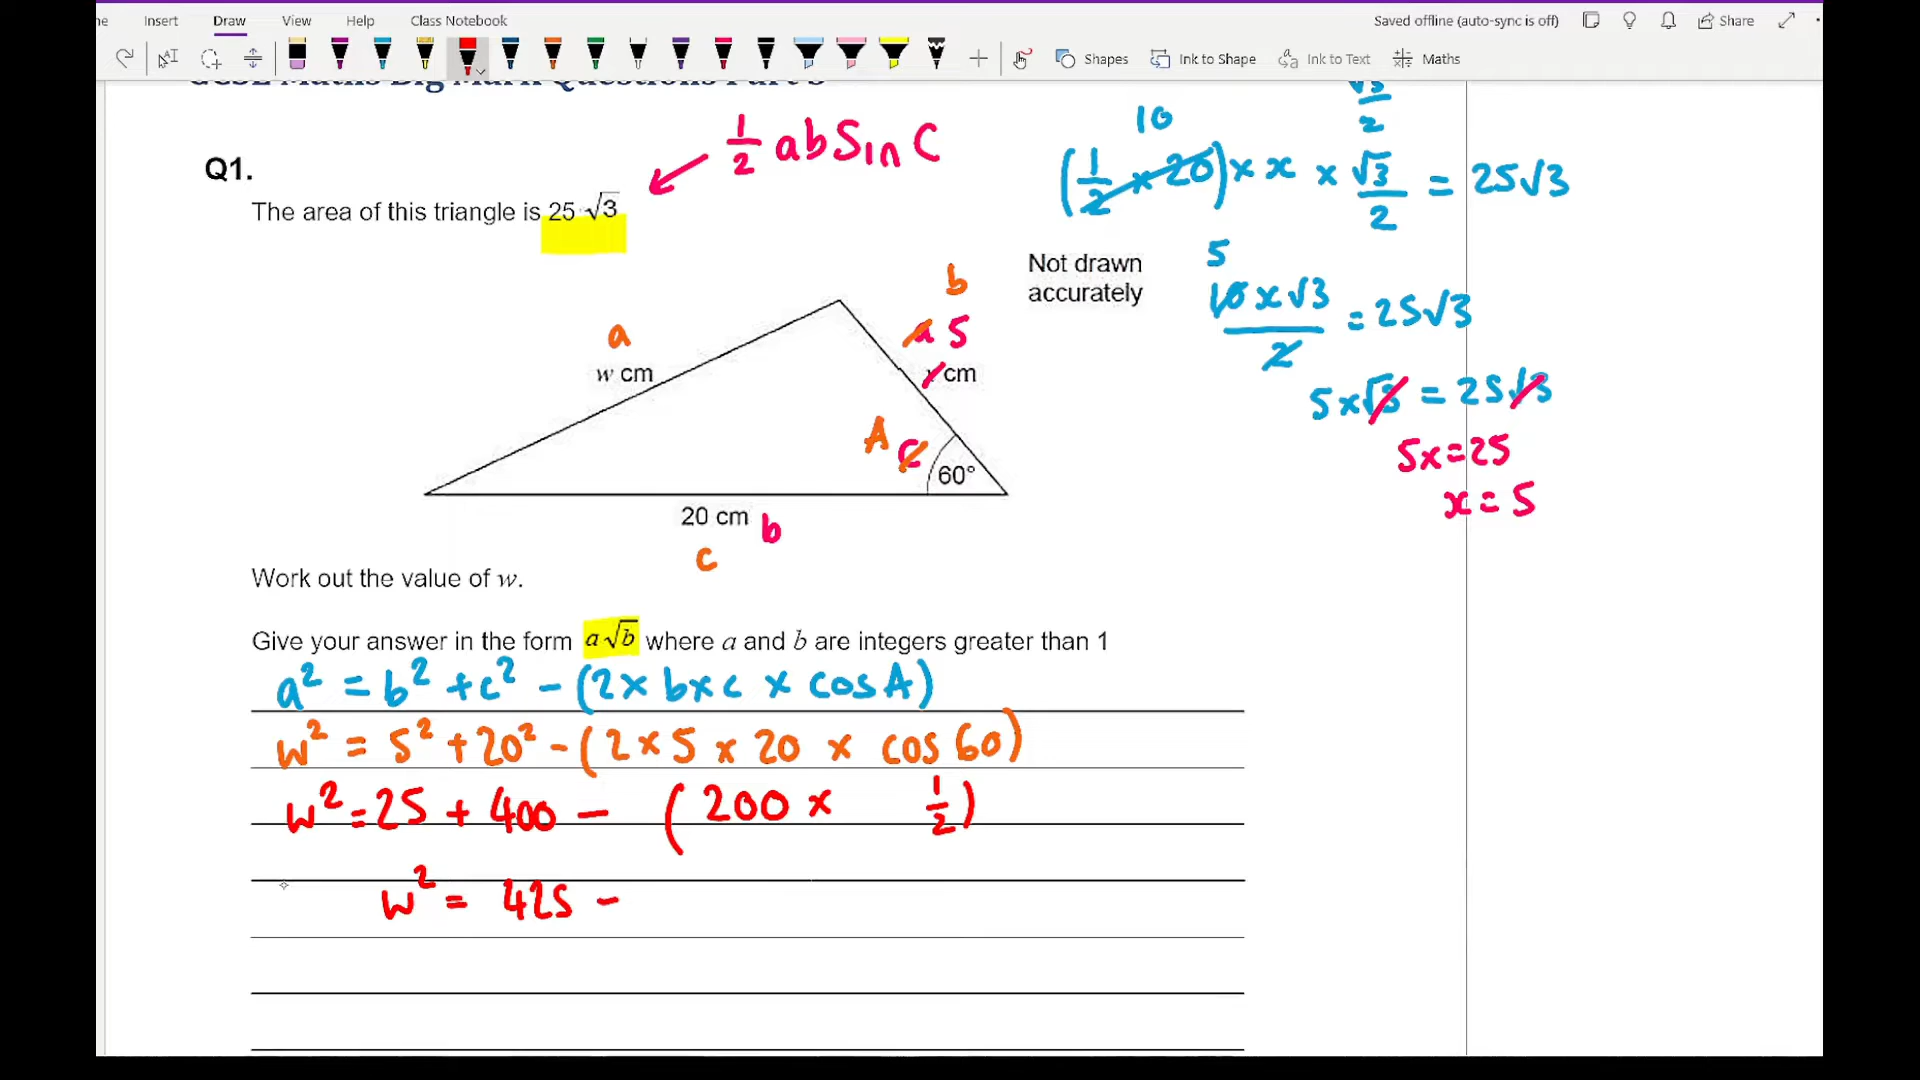 Insert Draw View Help Class Notebook Saved offline (auto-sync is off) Share
Shapes Ink to Shape Ink to Text Maths
Q1.
1/2 ab Sin C
The area of this triangle is 25 √3
Not drawn
accurately
b
a 5
a
w cm
cm
A C
60°
20 cm b
c
√3/2
10
(1/2 × 20) × x × √3/2 = 25√3
5
10x√3/2 = 25√3
5x√3 = 25√3
5x = 25
x = 5
Work out the value of w.
Give your answer in the form a√b where a and b are integers greater than 1
a² = b² + c² - (2 × b × c × cos A)
w² = 5² + 20² - (2 × 5 × 20 × cos 60)
w² = 25 + 400 - (200 × 1/2)
w² = 425 -